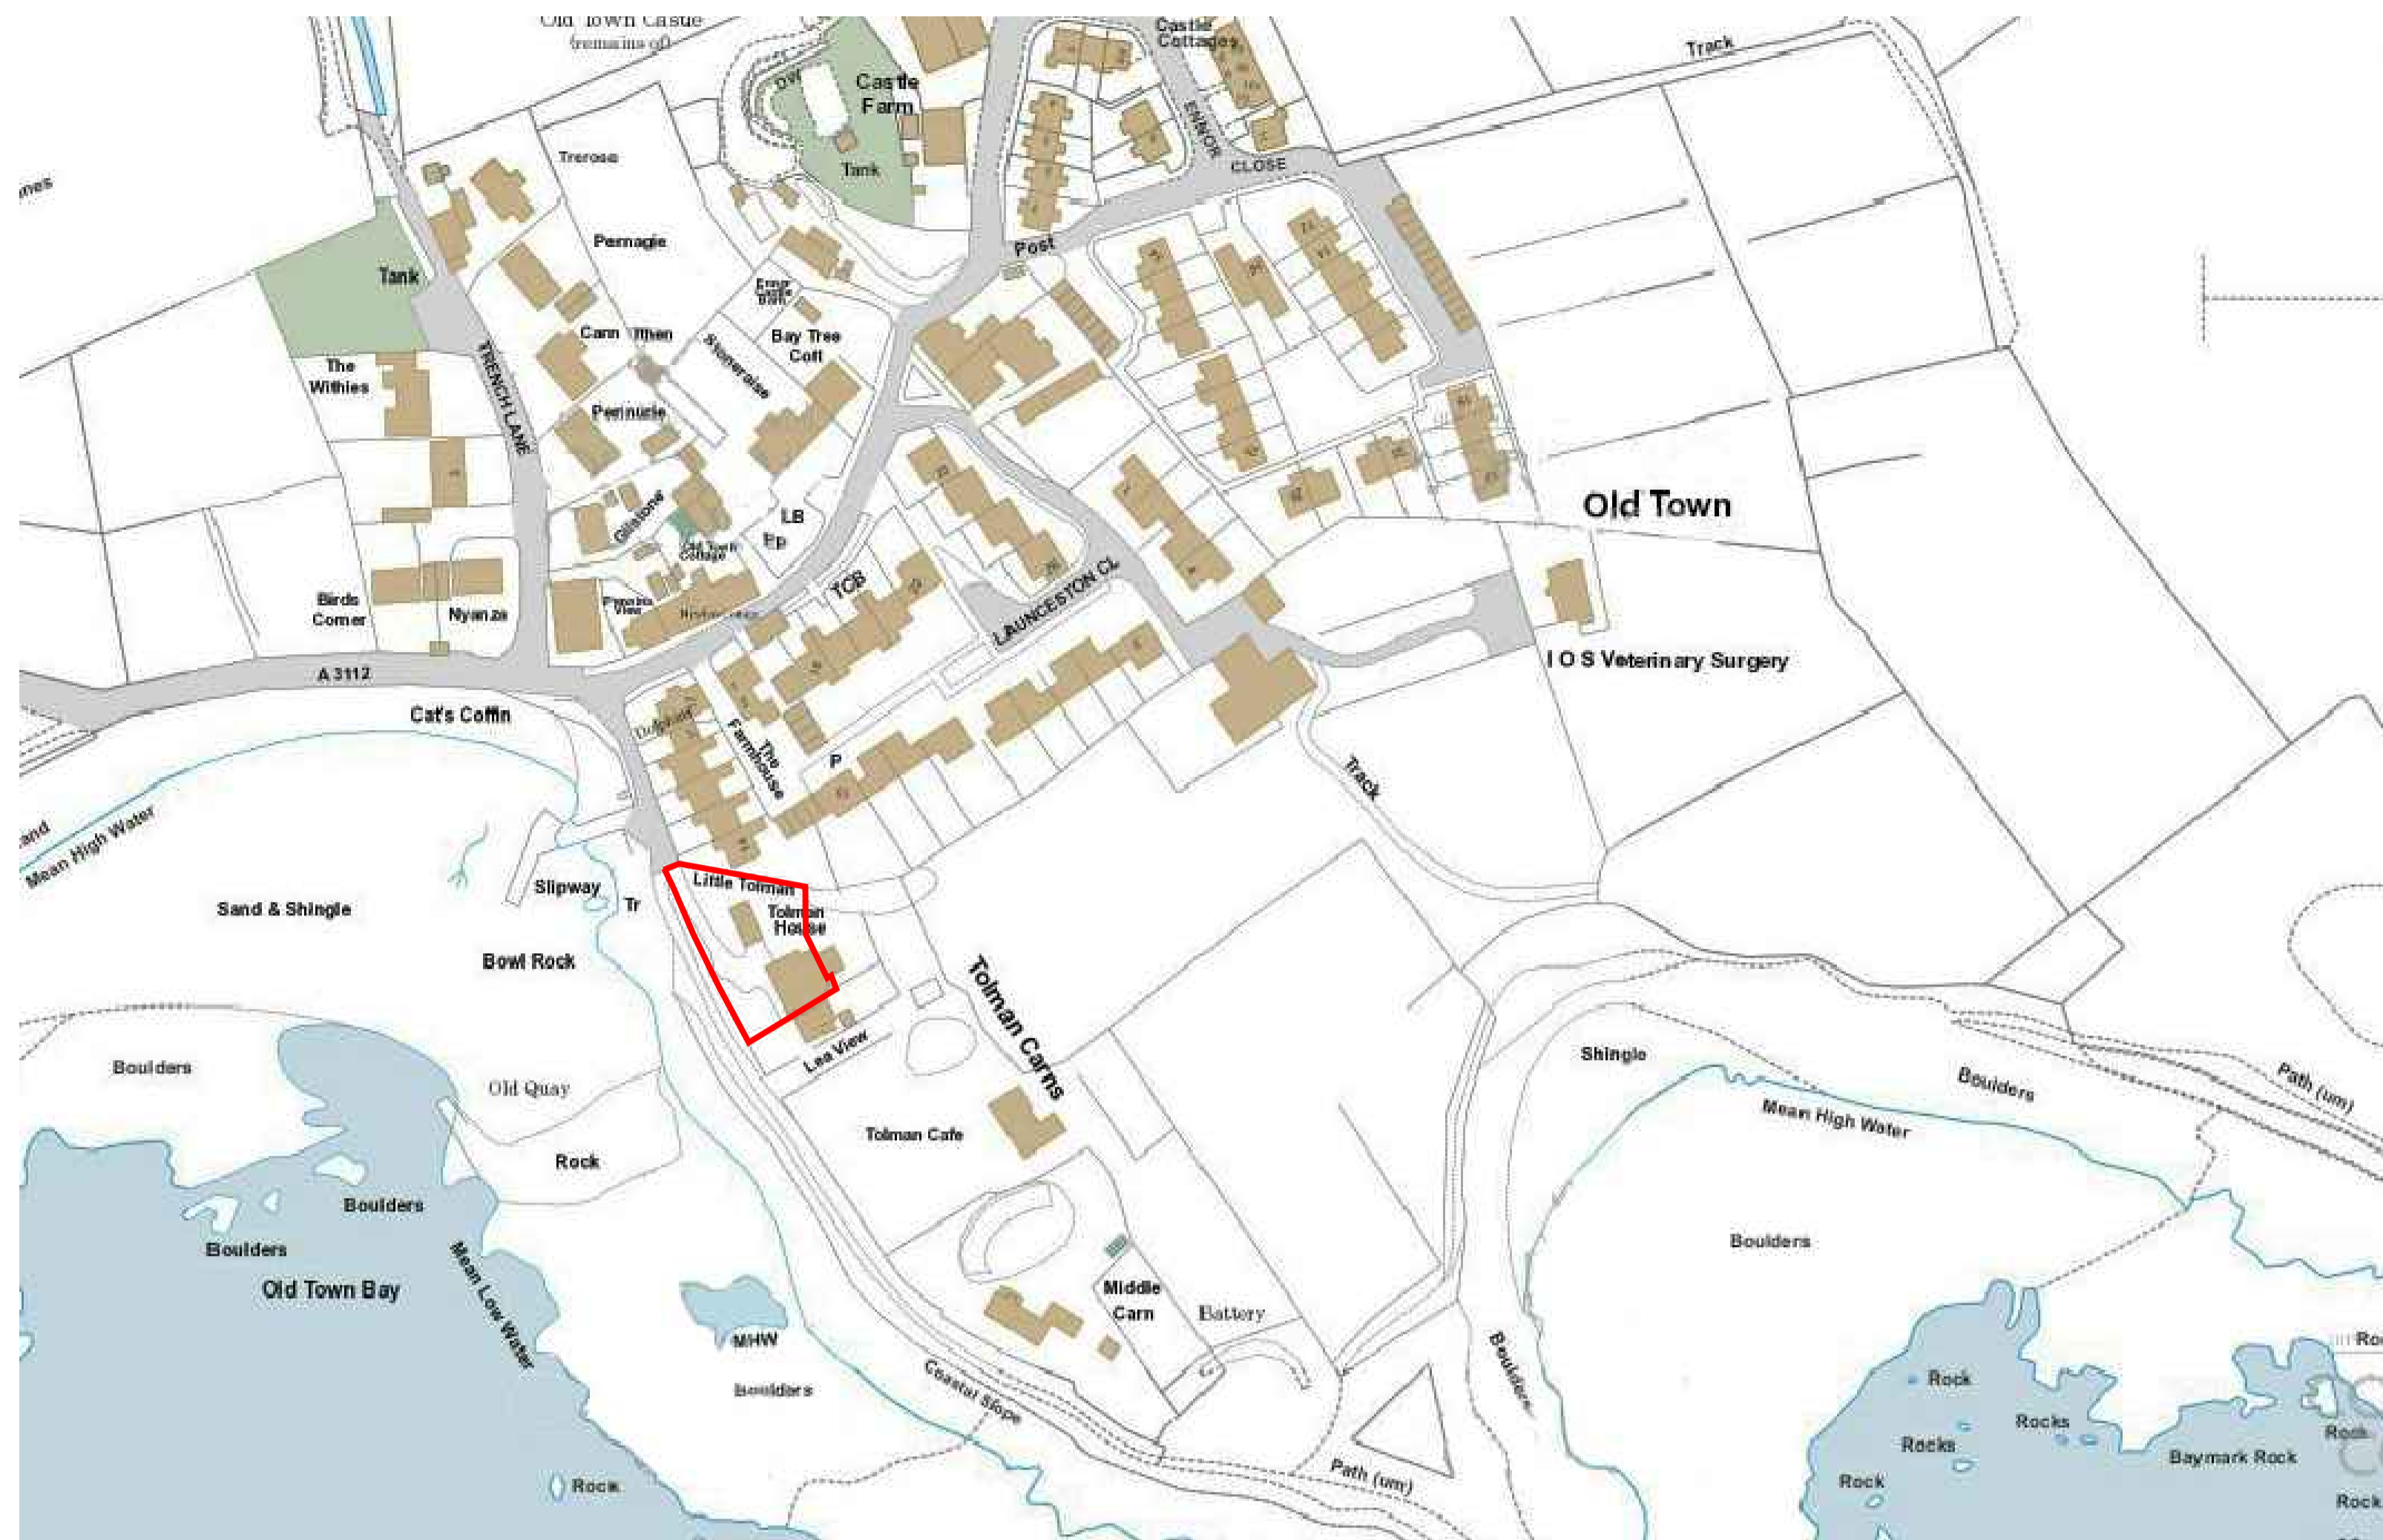 Old Town Castle
(remains of)
Castle
Cottages
Track
Castle
Farm
Tank
ENNOR
CLOSE
Trerose
Pernagie
Post
Tank
Bay Tree
Cott
Stoneraise
The
Withies
TRENCH LANE
Gilstone
LB
Old Town
Cottage
TCB
Old Town
LAUNCESTON CL
Birds
Corner
Nyanza
I O S Veterinary Surgery
A 3112
Cat's Coffin
The
Farmhouse
P
Track
Mean High Water
Sand & Shingle
Slipway
Tr
Little Tolman
Tolman
House
Bowl Rock
Tolman Carns
Lea View
Boulders
Old Quay
Rock
Tolman Cafe
Shingle
Boulders
Path (um)
Mean High Water
Boulders
Boulders
Old Town Bay
Mean Low Water
Boulders
MHW
Boulders
Middle
Carn
Battery
Coastal Slope
Boulders
Path (um)
Rock
Rock
Rocks
Rocks
Rock
Baymark Rock
Rock
Rock